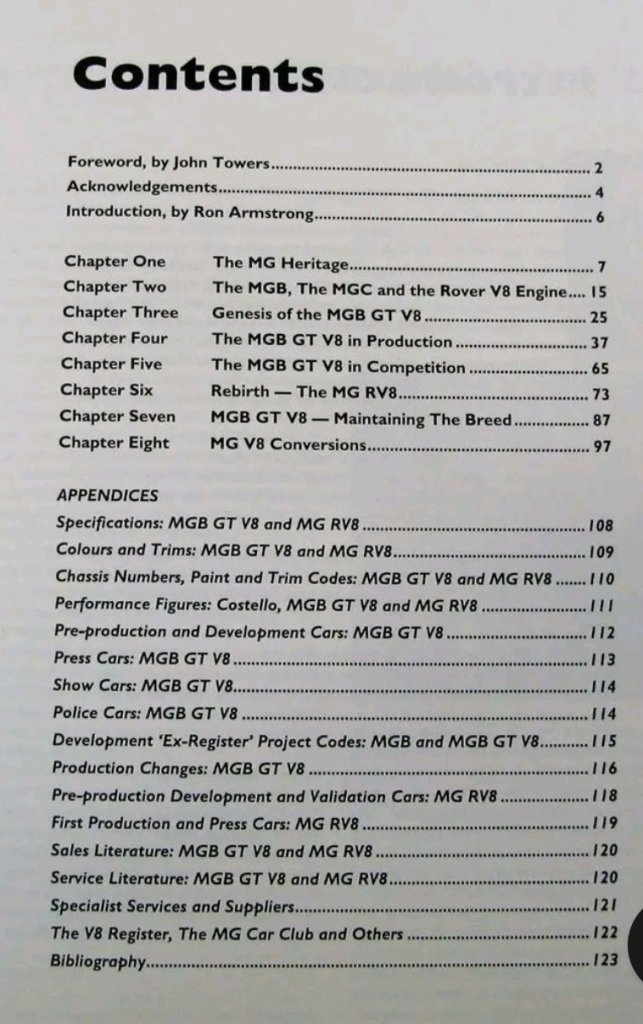 Contents
Foreword, by John Towers 2
Acknowledgements 4
Introduction, by Ron Armstrong 6
Chapter One The MG Heritage 7
Chapter Two The MGB, The MGC and the Rover V8 Engine 15
Chapter Three Genesis of the MGB GT V8 25
Chapter Four The MGB GT V8 in Production 37
Chapter Five The MGB GT V8 in Competition 65
Chapter Six Rebirth — The MG RV8 73
Chapter Seven MGB GT V8 — Maintaining The Breed 87
Chapter Eight MG V8 Conversions 97
APPENDICES
Specifications: MGB GT V8 and MG RV8 108
Colours and Trims: MGB GT V8 and MG RV8 109
Chassis Numbers, Paint and Trim Codes: MGB GT V8 and MG RV8 110
Performance Figures: Costello, MGB GT V8 and MG RV8 111
Pre-production and Development Cars: MGB GT V8 112
Press Cars: MGB GT V8 113
Show Cars: MGB GT V8 114
Police Cars: MGB GT V8 114
Development ‘Ex-Register’ Project Codes: MGB and MGB GT V8 115
Production Changes: MGB GT V8 116
Pre-production Development and Validation Cars: MG RV8 118
First Production and Press Cars: MG RV8 119
Sales Literature: MGB GT V8 and MG RV8 120
Service Literature: MGB GT V8 and MG RV8 120
Specialist Services and Suppliers 121
The V8 Register, The MG Car Club and Others 122
Bibliography 123